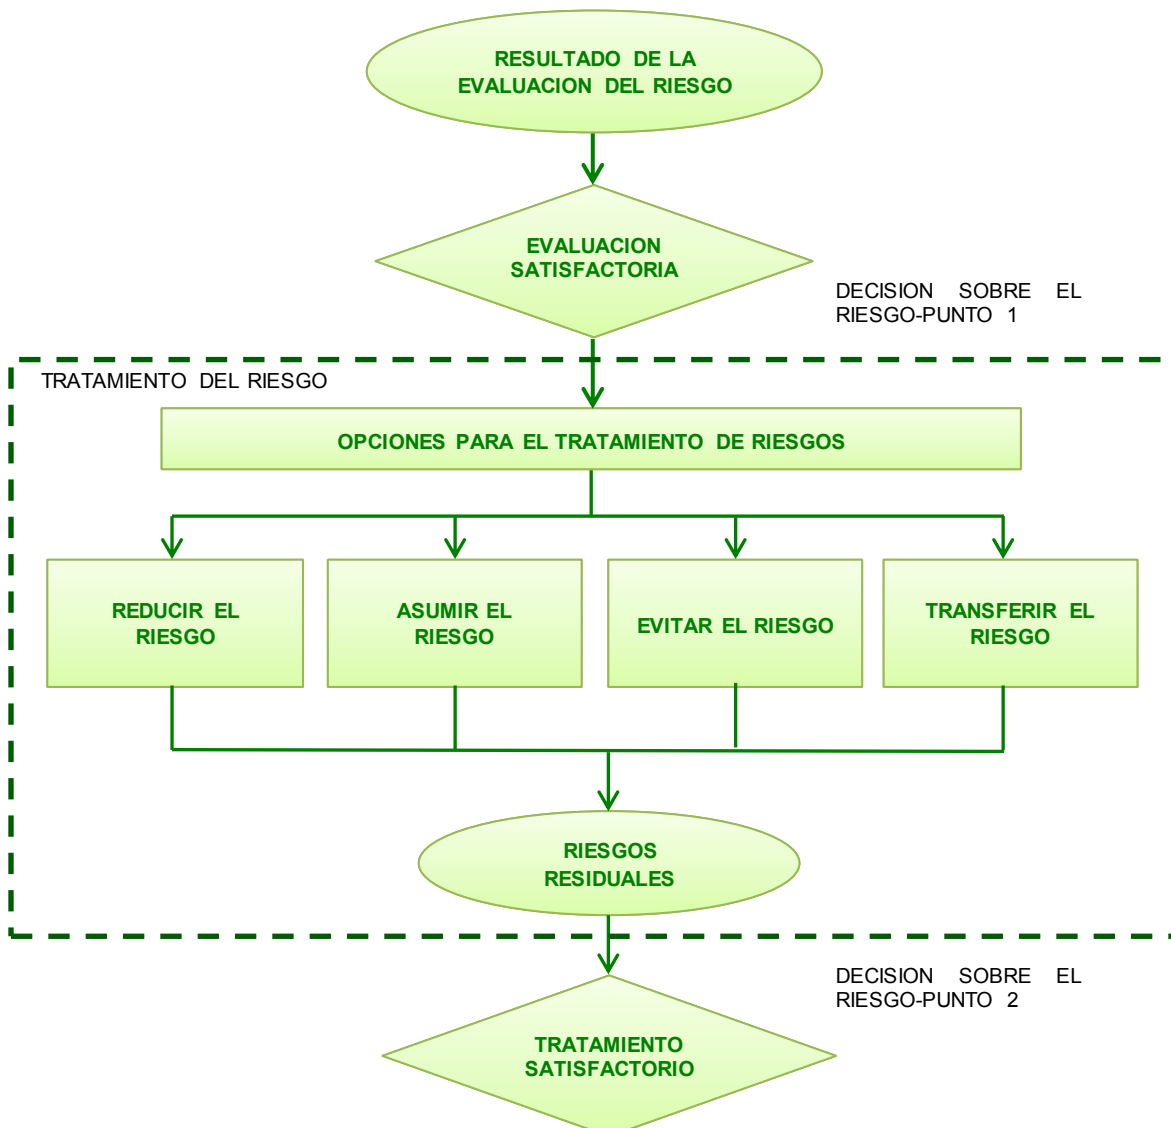 RESULTADO DE LA
EVALUACION DEL RIESGO
EVALUACION
SATISFACTORIA
DECISION SOBRE EL
RIESGO-PUNTO 1
TRATAMIENTO DEL RIESGO
OPCIONES PARA EL TRATAMIENTO DE RIESGOS
REDUCIR EL
RIESGO
ASUMIR EL
RIESGO
EVITAR EL RIESGO
TRANSFERIR EL
RIESGO
RIESGOS
RESIDUALES
DECISION SOBRE EL
RIESGO-PUNTO 2
TRATAMIENTO
SATISFACTORIO